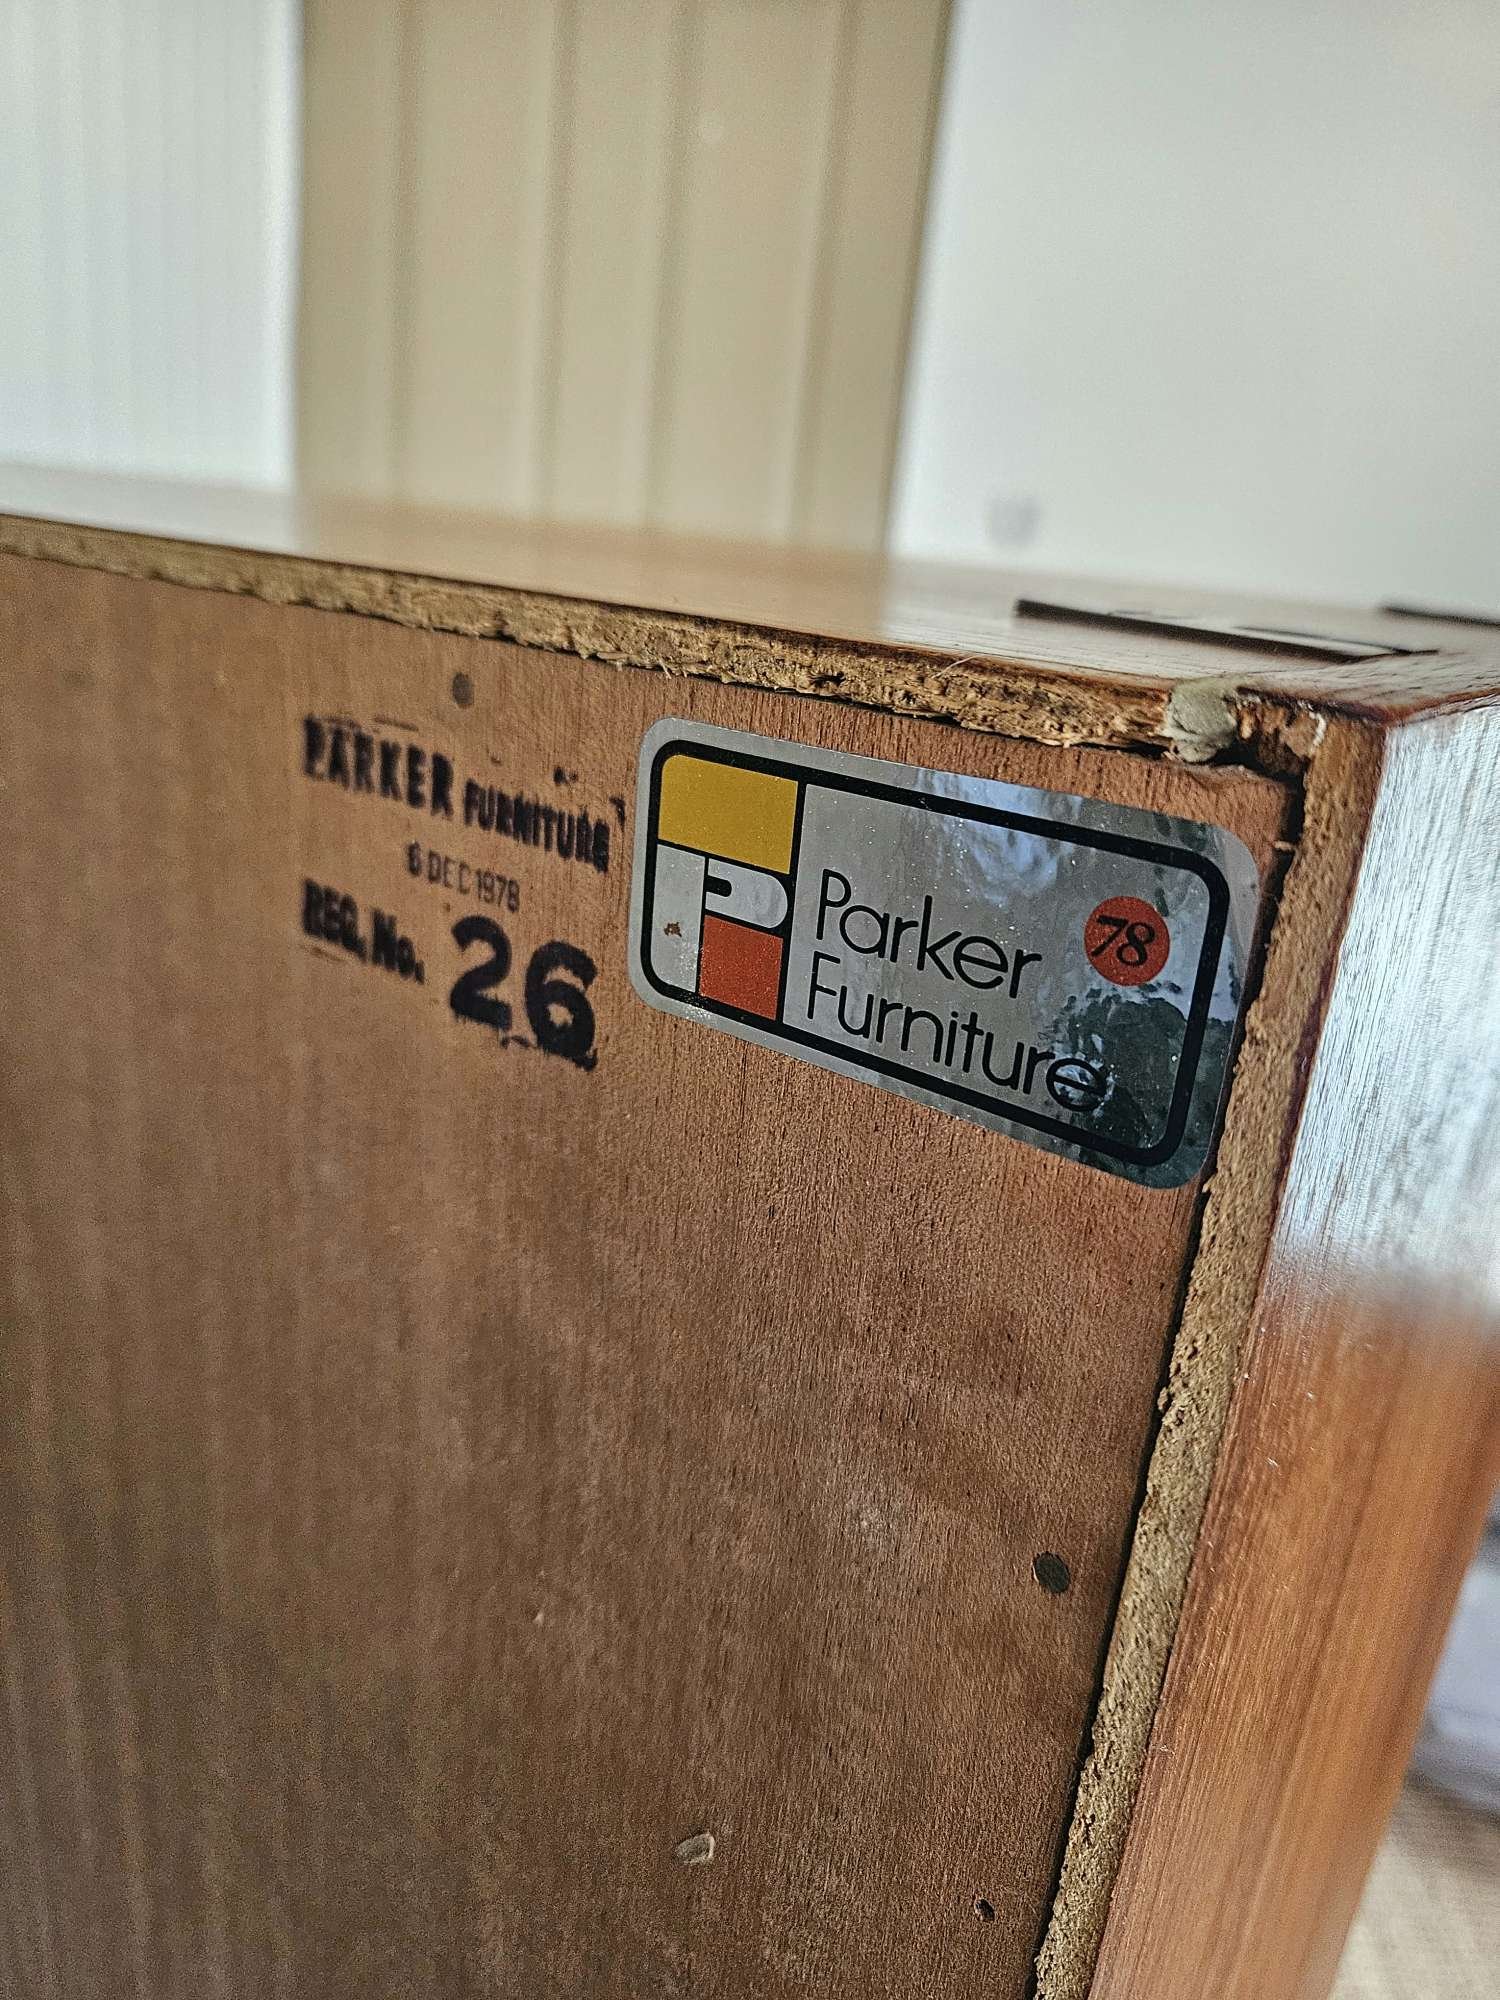 PARKER FURNITURE
6 DEC 1978
REG. No. 26
P
Parker
Furniture
78